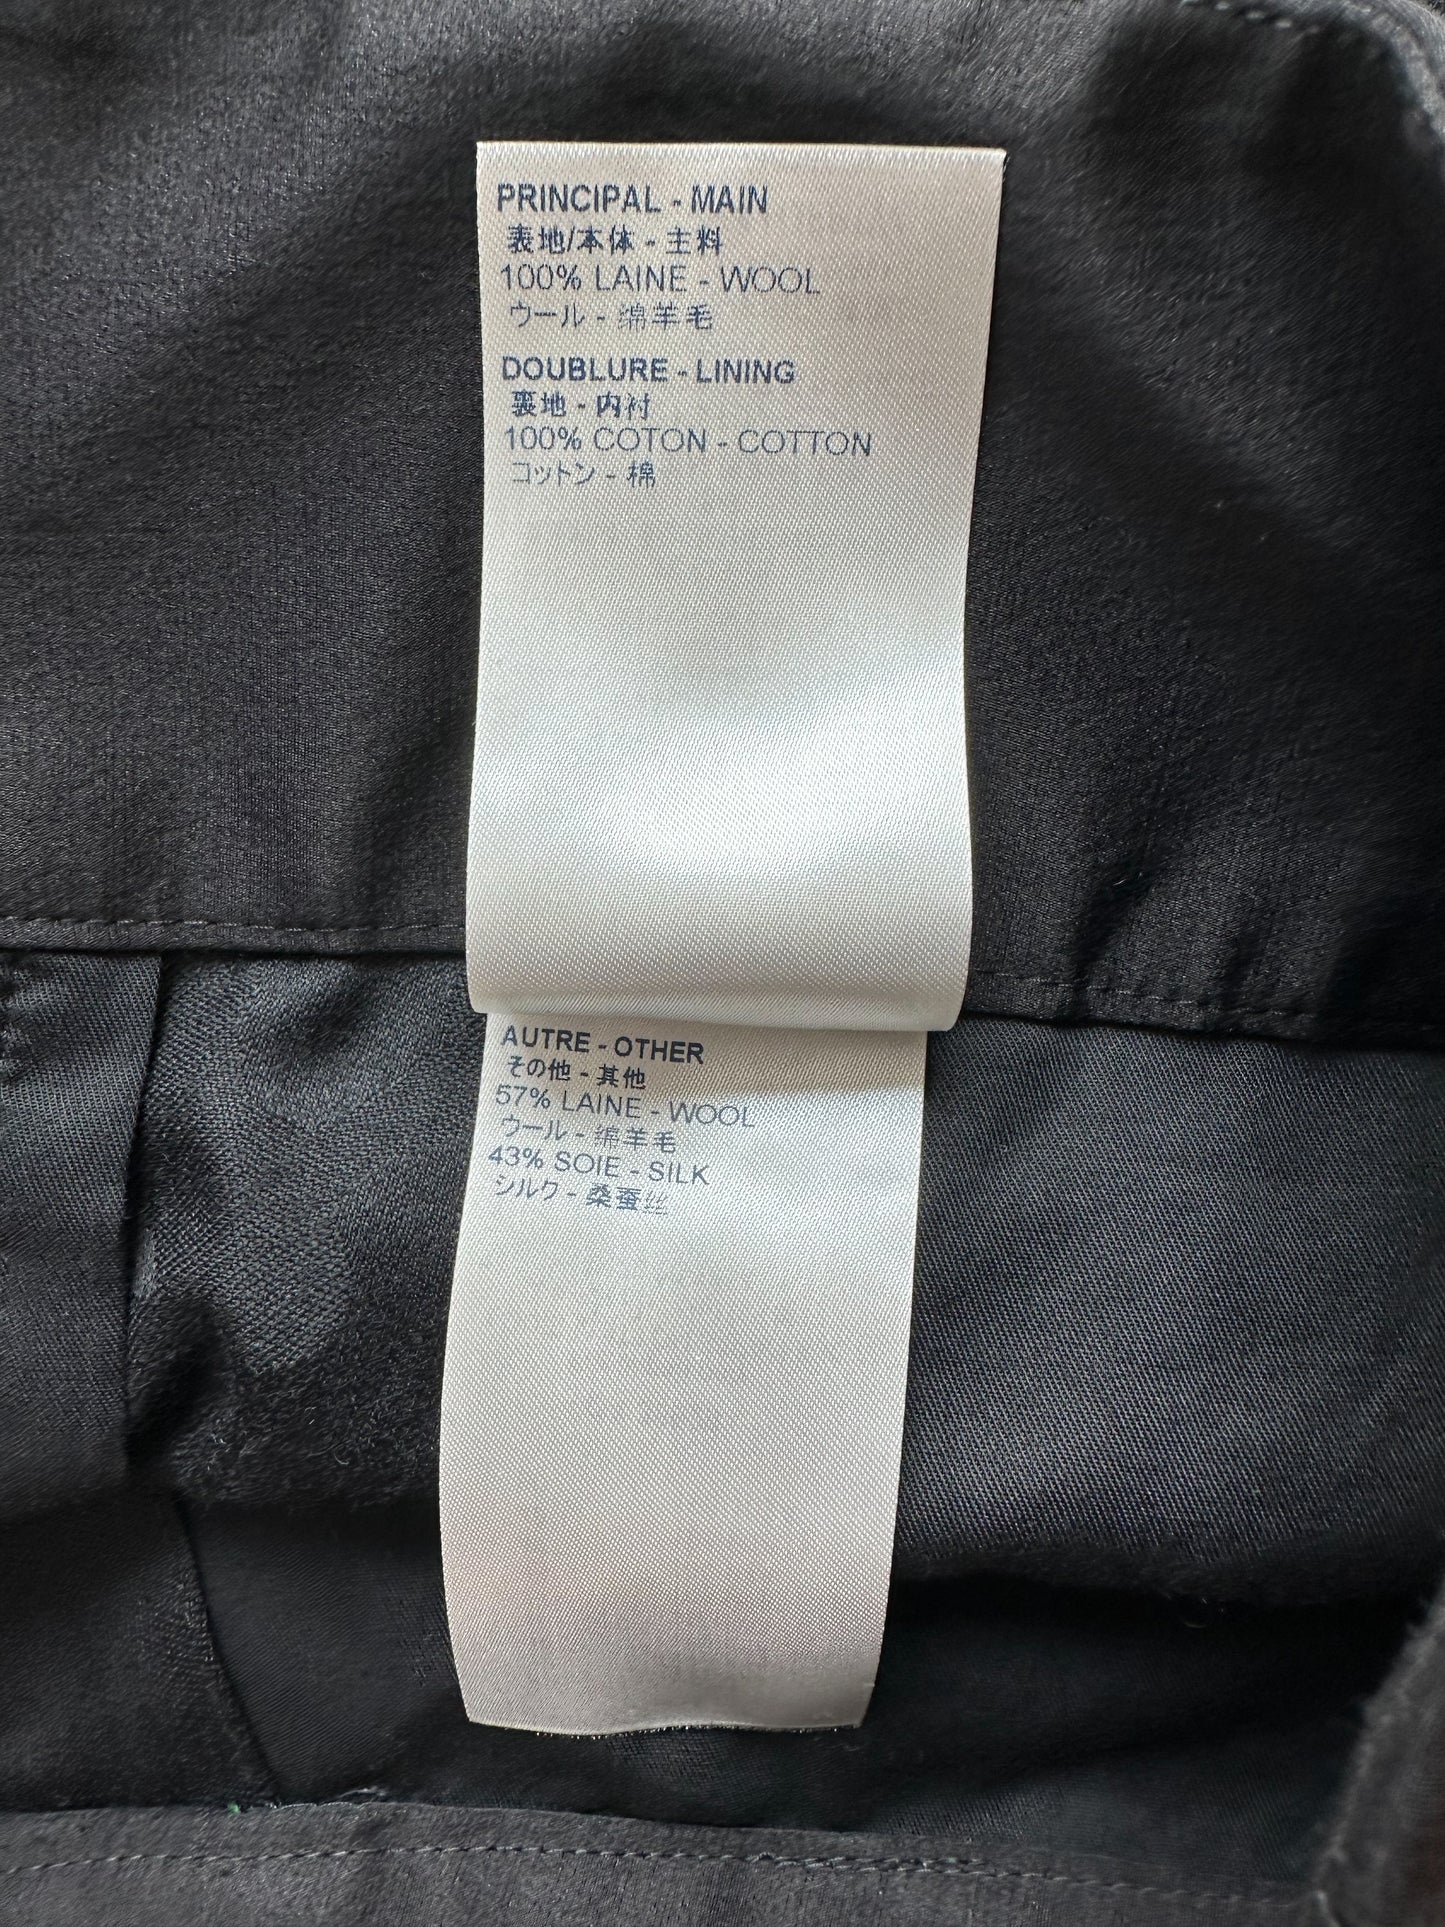 PRINCIPAL - MAIN
表地/本体 - 主料
100% LAINE - WOOL
ウール - 绵羊毛
DOUBLURE - LINING
裏地 - 内衬
100% COTON - COTTON
コットン - 棉
AUTRE - OTHER
その他 - 其他
57% LAINE - WOOL
ウール - 绵羊毛
43% SOIE - SILK
シルク - 桑蚕丝